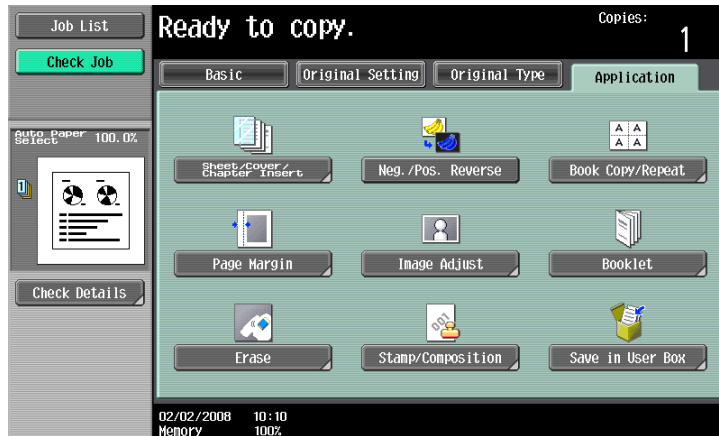 Job List
Check Job
Ready to copy.
Copies:
1
Basic
Original Setting
Original Type
Application
Auto Paper
Select
100.0%
1
Sheet/Cover/
Chapter Insert
Neg./Pos. Reverse
A A
A A
Book Copy/Repeat
Page Margin
Image Adjust
Booklet
Check Details
001
Erase
Stamp/Composition
Save in User Box
02/02/2008 10:10
Memory 100%